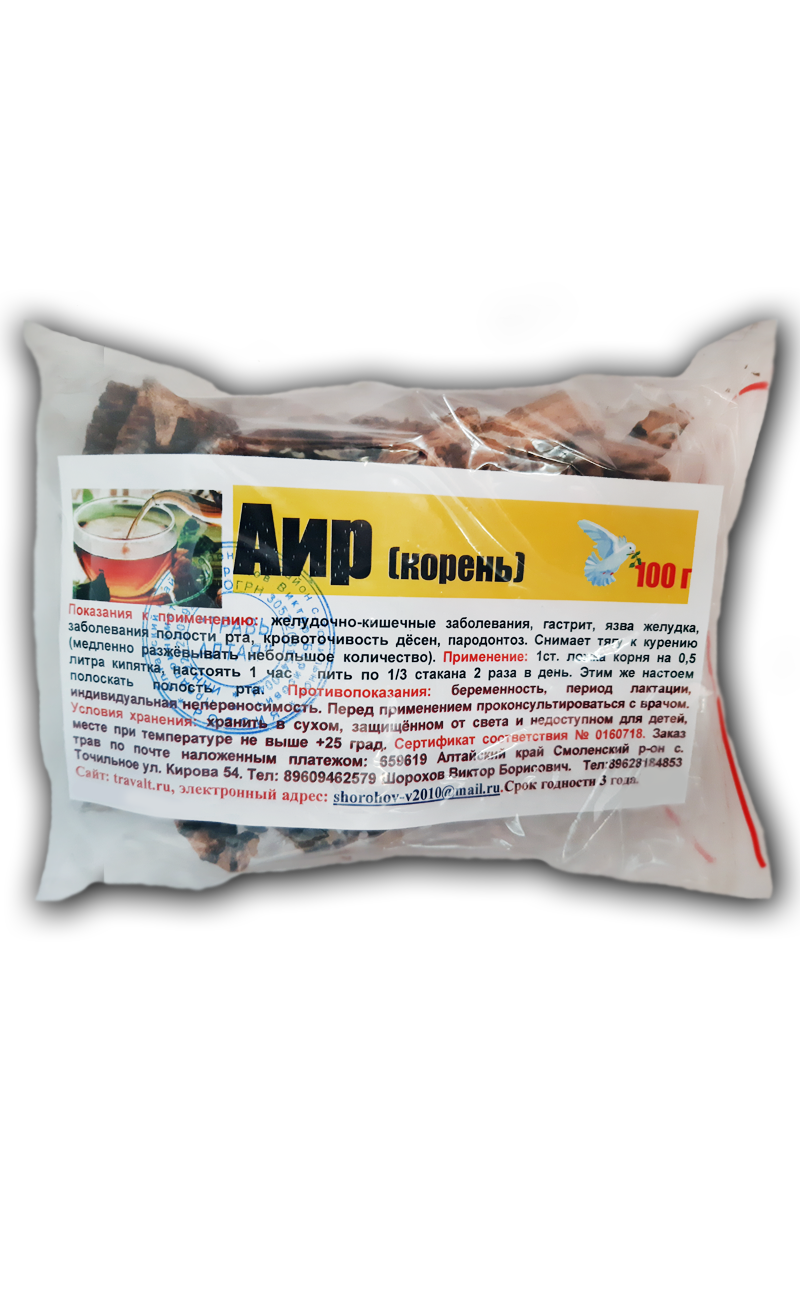 Аир (корень)
100 г
Показания к применению: желудочно-кишечные заболевания, гастрит, язва желудка,
заболевания полости рта, кровоточивость дёсен, пародонтоз. Снимает тягу к курению
(медленно разжёвывать небольшое количество). Применение: 1ст. ложка корня на 0,5
литра кипятка, настоять 1 час пить по 1/3 стакана 2 раза в день. Этим же настоем
полоскать полость рта. Противопоказания: беременность, период лактации,
индивидуальная непереносимость. Перед применением проконсультироваться с врачом.
Условия хранения: хранить в сухом, защищённом от света и недоступном для детей,
месте при температуре не выше +25 град. Сертификат соответствия № 0160718. Заказ
трав по почте наложенным платежом: 659619 Алтайский край Смоленский р-он с.
Точильное ул. Кирова 54. Тел: 89609462579 Шорохов Виктор Борисович. Тел:89628184853
Сайт: travalt.ru, электронный адрес: shorohov-v2010@mail.ru.Срок годности 3 года.
ТРАВЫ
АЛТАЯ